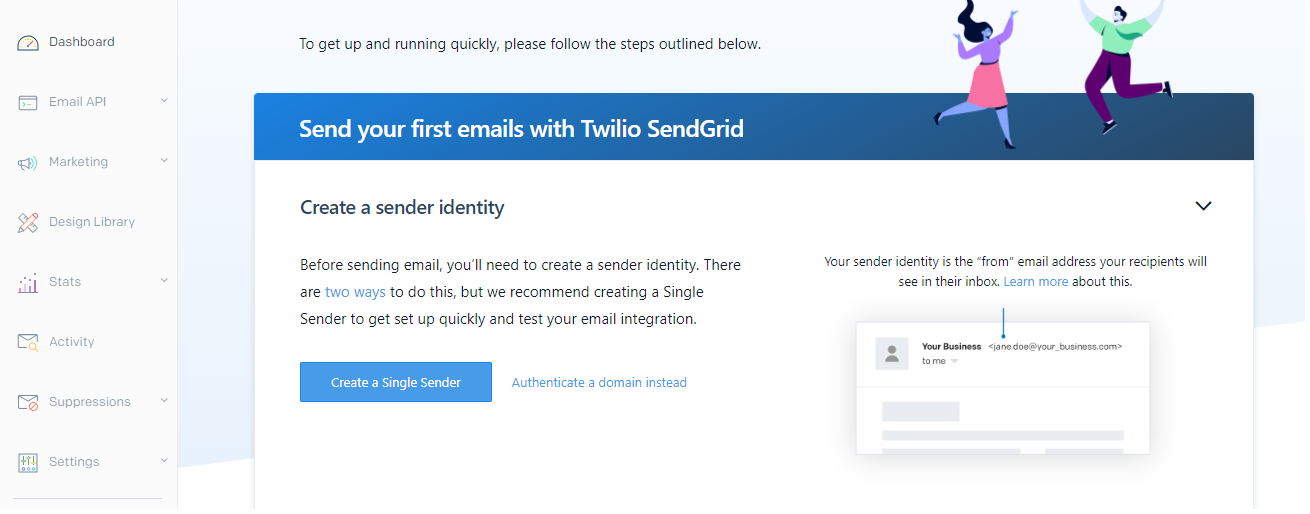 Dashboard
Email API
Marketing
Design Library
Stats
Activity
Suppressions
Settings
To get up and running quickly, please follow the steps outlined below.
Send your first emails with Twilio SendGrid
Create a sender identity
Before sending email, you’ll need to create a sender identity. There
are two ways to do this, but we recommend creating a Single
Sender to get set up quickly and test your email integration.
Create a Single Sender
Authenticate a domain instead
Your sender identity is the “from” email address your recipients will
see in their inbox. Learn more about this.
Your Business <jane.doe@your_business.com>
to me